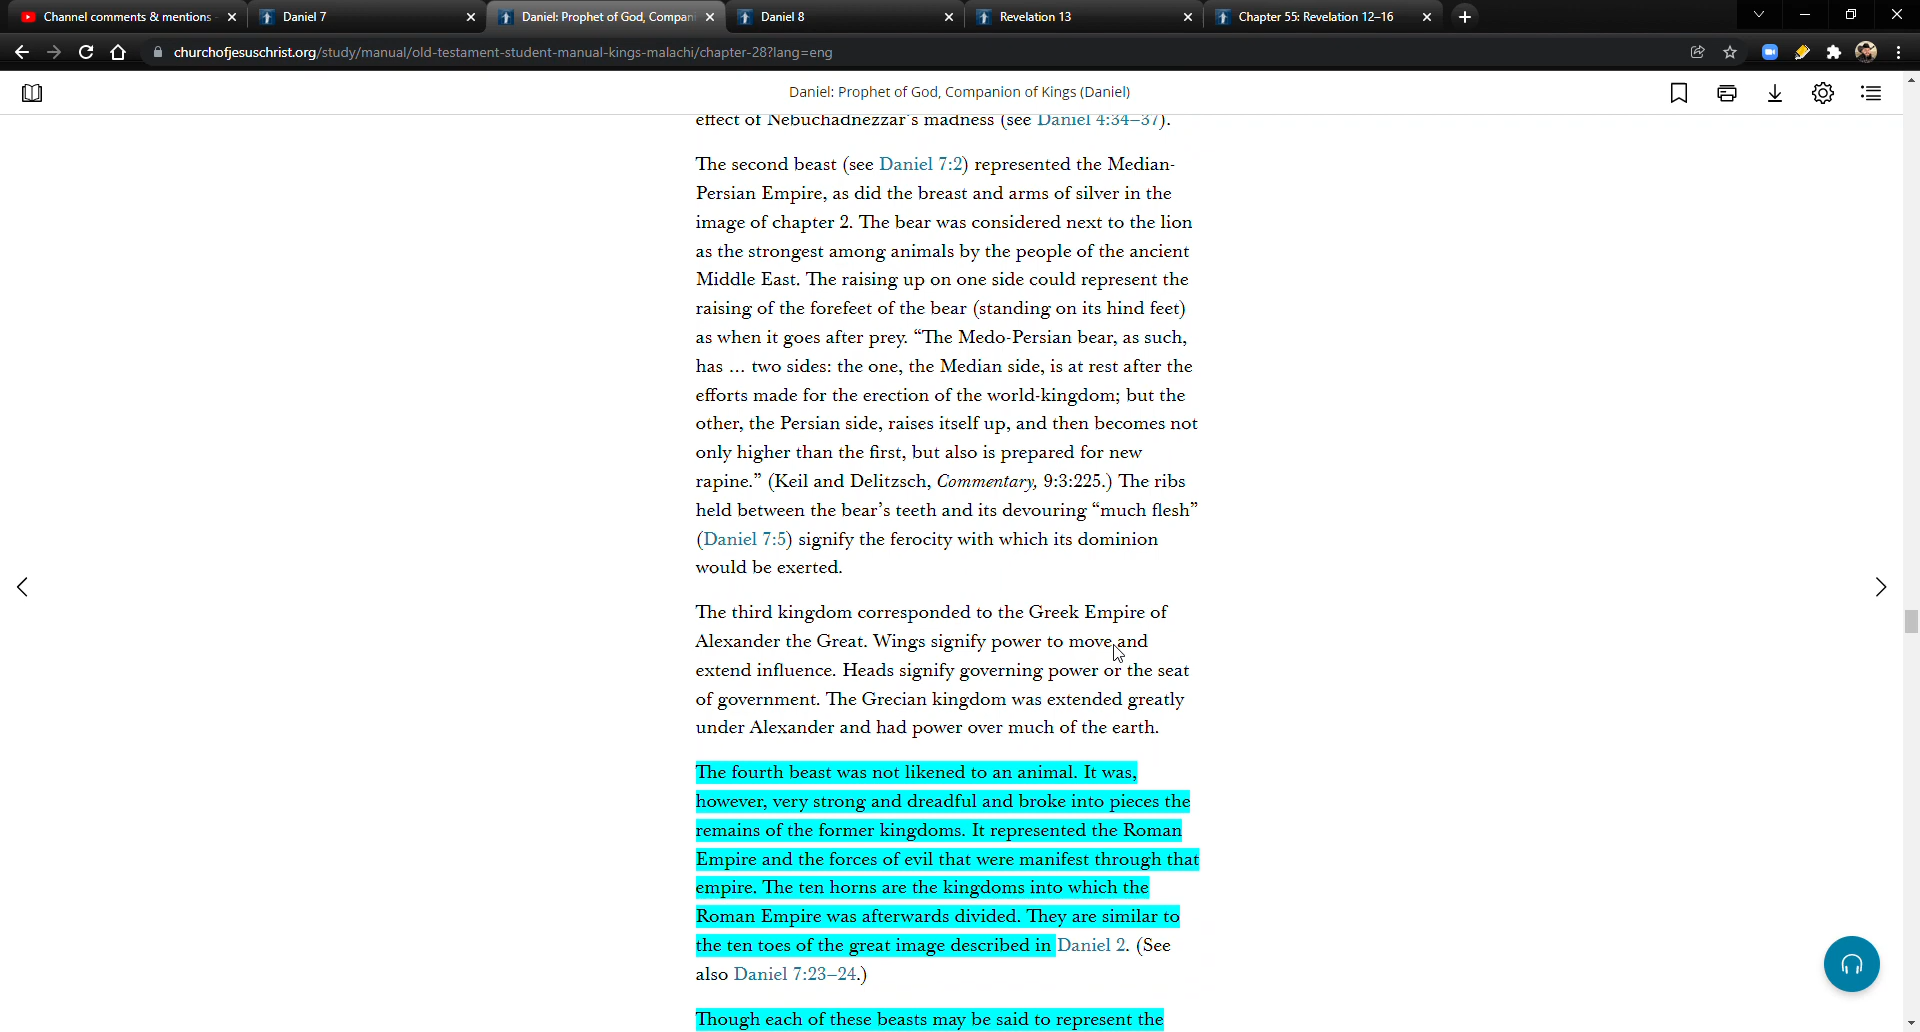 Channel comments & mentions
Daniel 7
Daniel: Prophet of God, Compan
Daniel 8
Revelation 13
Chapter 55: Revelation 12–16
churchofjesuschrist.org/study/manual/old-testament-student-manual-kings-malachi/chapter-28?lang=eng
Daniel: Prophet of God, Companion of Kings (Daniel)
effect of Nebuchadnezzar's madness (see Daniel 4:34–37).
The second beast (see Daniel 7:2) represented the Median-
Persian Empire, as did the breast and arms of silver in the
image of chapter 2. The bear was considered next to the lion
as the strongest among animals by the people of the ancient
Middle East. The raising up on one side could represent the
raising of the forefeet of the bear (standing on its hind feet)
as when it goes after prey. “The Medo-Persian bear, as such,
has … two sides: the one, the Median side, is at rest after the
efforts made for the erection of the world-kingdom; but the
other, the Persian side, raises itself up, and then becomes not
only higher than the first, but also is prepared for new
rapine.” (Keil and Delitzsch, Commentary, 9:3:225.) The ribs
held between the bear’s teeth and its devouring “much flesh”
(Daniel 7:5) signify the ferocity with which its dominion
would be exerted.
The third kingdom corresponded to the Greek Empire of
Alexander the Great. Wings signify power to move and
extend influence. Heads signify governing power or the seat
of government. The Grecian kingdom was extended greatly
under Alexander and had power over much of the earth.
The fourth beast was not likened to an animal. It was,
however, very strong and dreadful and broke into pieces the
remains of the former kingdoms. It represented the Roman
Empire and the forces of evil that were manifest through that
empire. The ten horns are the kingdoms into which the
Roman Empire was afterwards divided. They are similar to
the ten toes of the great image described in Daniel 2. (See
also Daniel 7:23–24.)
Though each of these beasts may be said to represent the